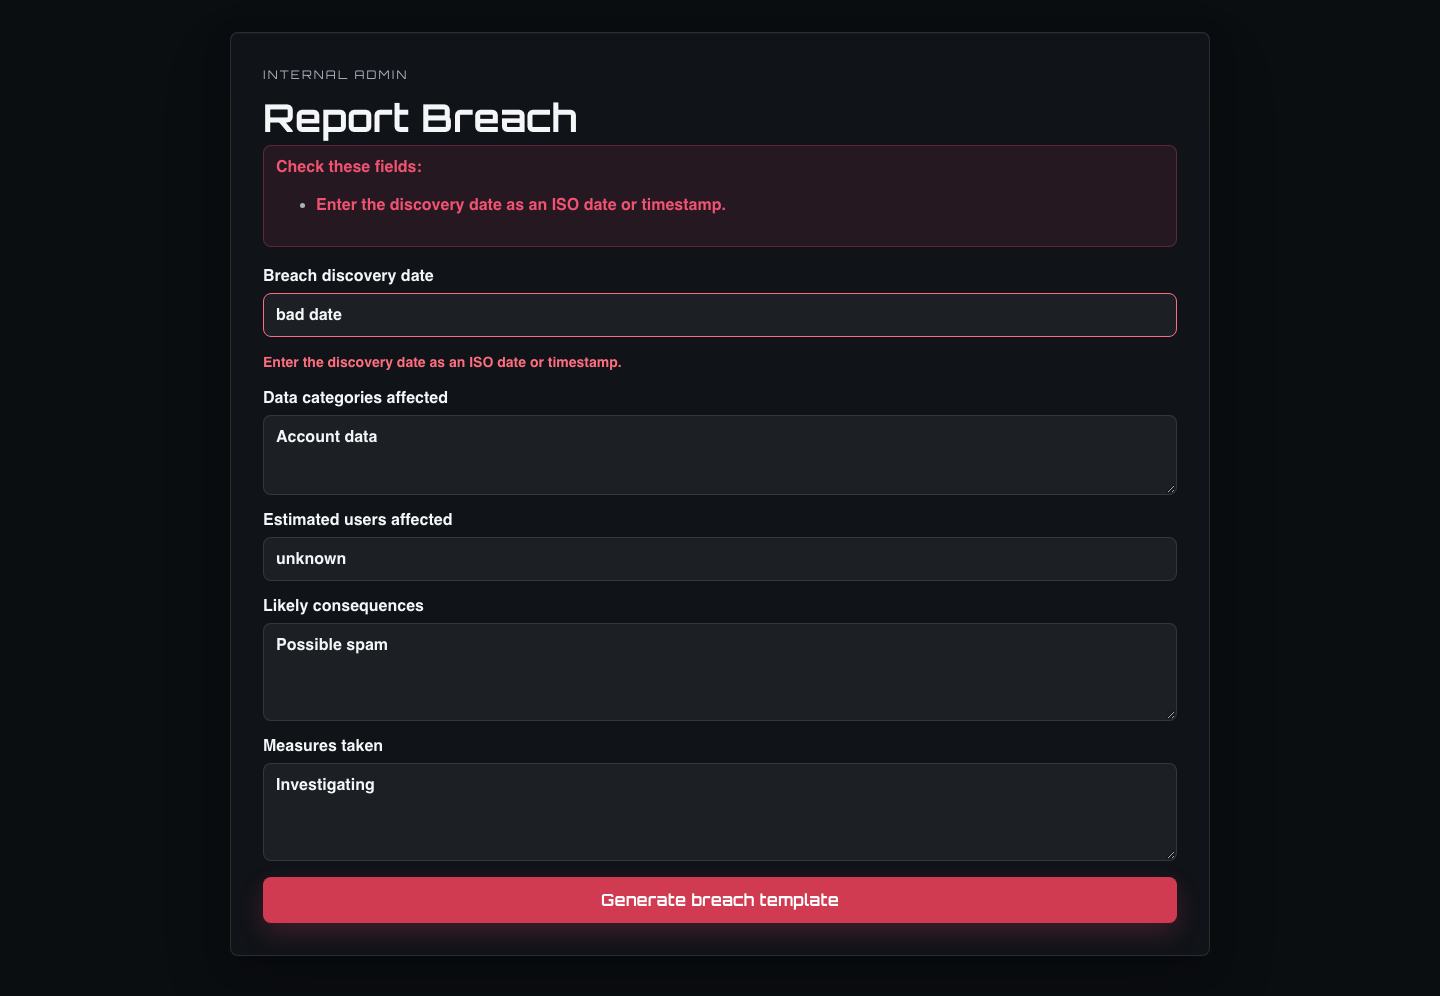 INTERNAL ADMIN
Report Breach
Check these fields:
Enter the discovery date as an ISO date or timestamp.
Breach discovery date
bad date
Enter the discovery date as an ISO date or timestamp.
Data categories affected
Account data
Estimated users affected
unknown
Likely consequences
Possible spam
Measures taken
Investigating
Generate breach template